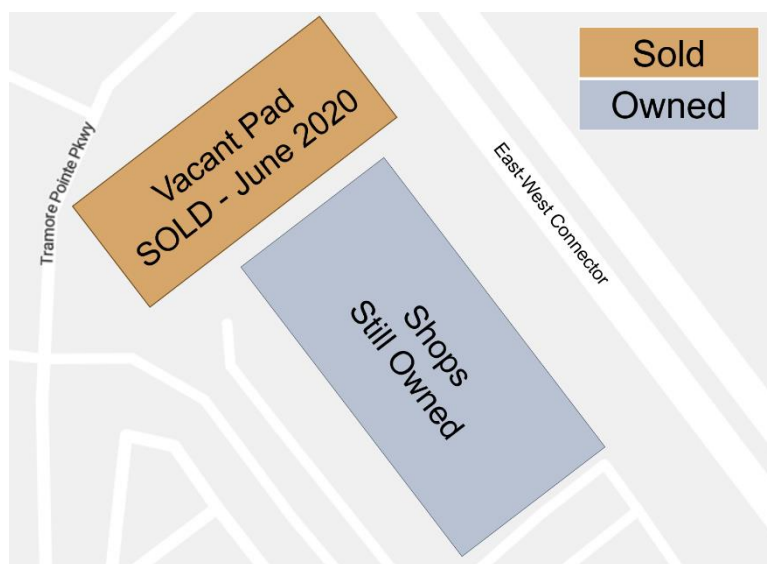 Sold
Owned
Vacant Pad
SOLD - June 2020
Tramore Pointe Pkwy
East-West Connector
Shops
Still Owned